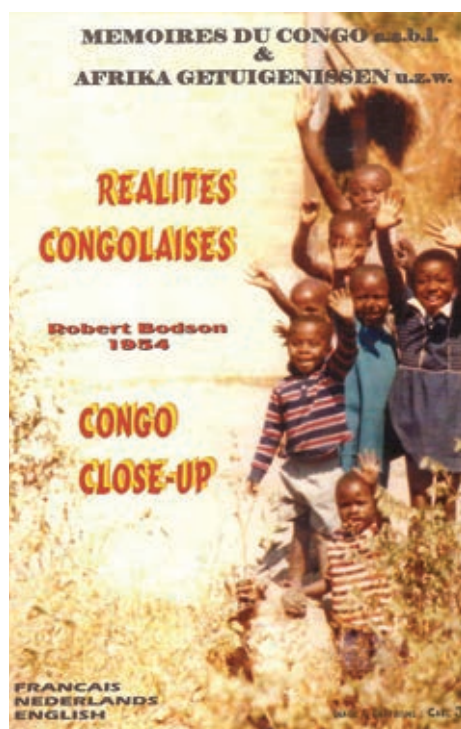 MEMOIRES DU CONGO a.s.b.l.
&
AFRIKA GETUIGENISSEN u.z.w.
REALITES
CONGOLAISES
Robert Bodson
1954
CONGO
CLOSE-UP
FRANCAIS
NEDERLANDS
ENGLISH